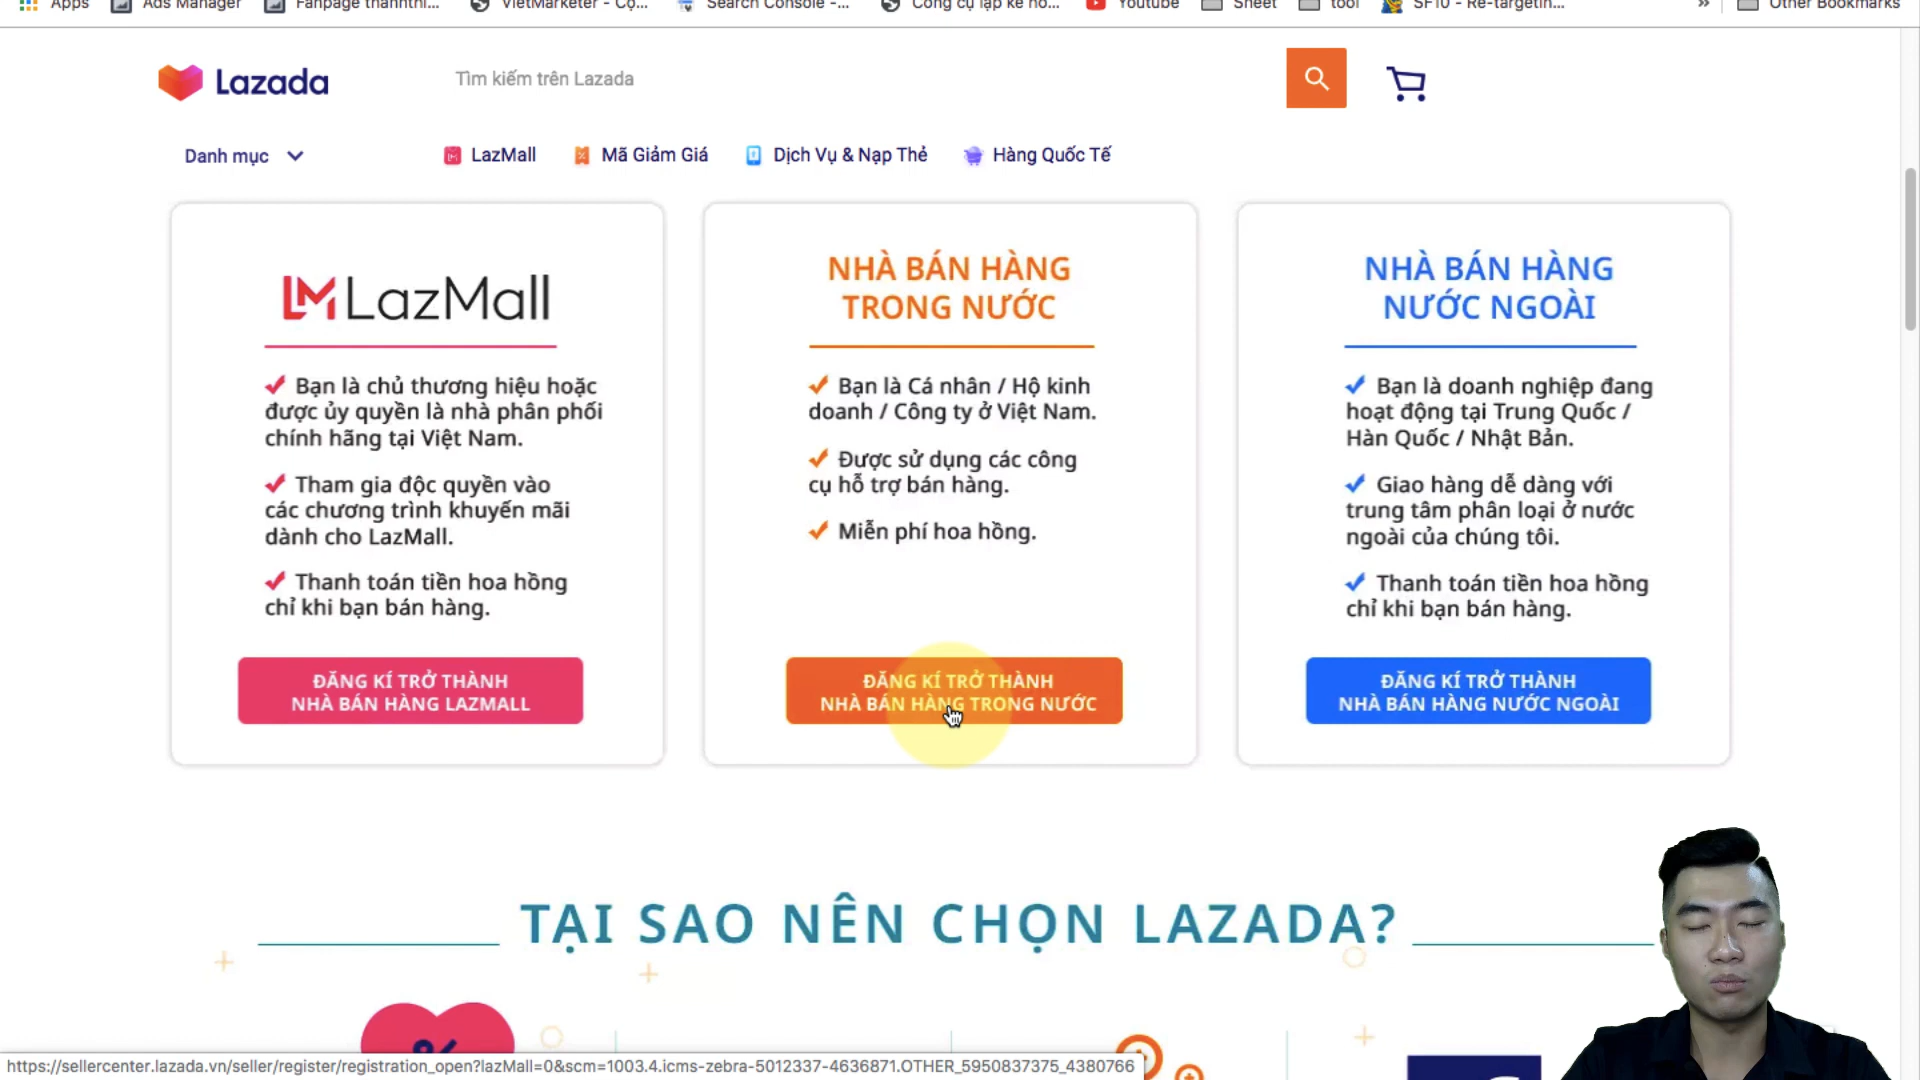 Apps
Ads Manager
Fanpage thanhthi...
VietMarketer - Cộ...
Search Console -...
Công cụ lập kế ho...
Youtube
Sheet
tool
SF10 - Re-targetin...
»
Other Bookmarks
Lazada
Tìm kiếm trên Lazada
Danh mục
LazMall
Mã Giảm Giá
Dịch Vụ & Nạp Thẻ
Hàng Quốc Tế
LM LazMall
Bạn là chủ thương hiệu hoặc
được ủy quyền là nhà phân phối
chính hãng tại Việt Nam.
Tham gia độc quyền vào
các chương trình khuyến mãi
dành cho LazMall.
Thanh toán tiền hoa hồng
chỉ khi bạn bán hàng.
ĐĂNG KÍ TRỞ THÀNH
NHÀ BÁN HÀNG LAZMALL
NHÀ BÁN HÀNG
TRONG NƯỚC
Bạn là Cá nhân / Hộ kinh
doanh / Công ty ở Việt Nam.
Được sử dụng các công
cụ hỗ trợ bán hàng.
Miễn phí hoa hồng.
ĐĂNG KÍ TRỞ THÀNH
NHÀ BÁN HÀNG TRONG NƯỚC
NHÀ BÁN HÀNG
NƯỚC NGOÀI
Bạn là doanh nghiệp đang
hoạt động tại Trung Quốc /
Hàn Quốc / Nhật Bản.
Giao hàng dễ dàng với
trung tâm phân loại ở nước
ngoài của chúng tôi.
Thanh toán tiền hoa hồng
chỉ khi bạn bán hàng.
ĐĂNG KÍ TRỞ THÀNH
NHÀ BÁN HÀNG NƯỚC NGOÀI
TẠI SAO NÊN CHỌN LAZADA?
%
https://sellercenter.lazada.vn/seller/register/registration_open?lazMall=0&scm=1003.4.icms-zebra-5012337-4636871.OTHER_5950837375_4380766